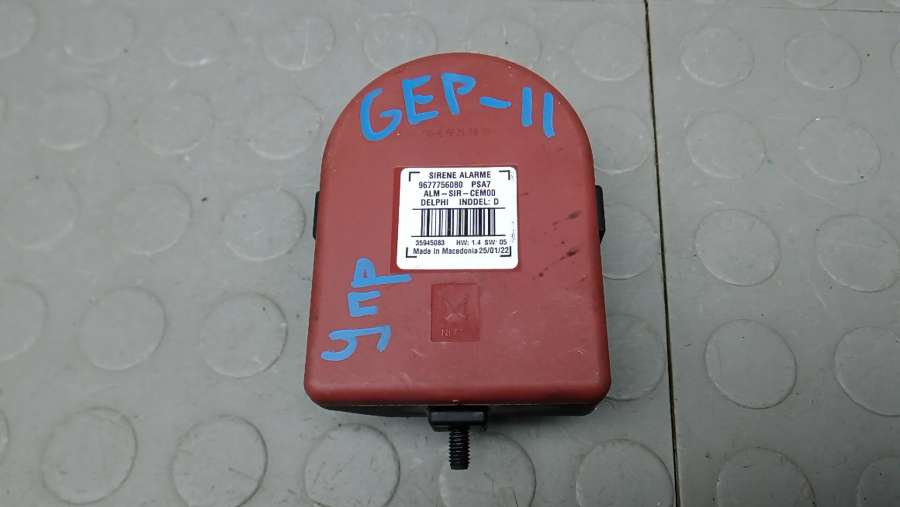 GEP-11
SIRENE ALARME
9677756080 PSA7
ALM-SIR-CEM00
DELPHI INDDEL: D
35945083 HW: 1.4 SW: 05
Made in Macedonia 25/01/22
упр